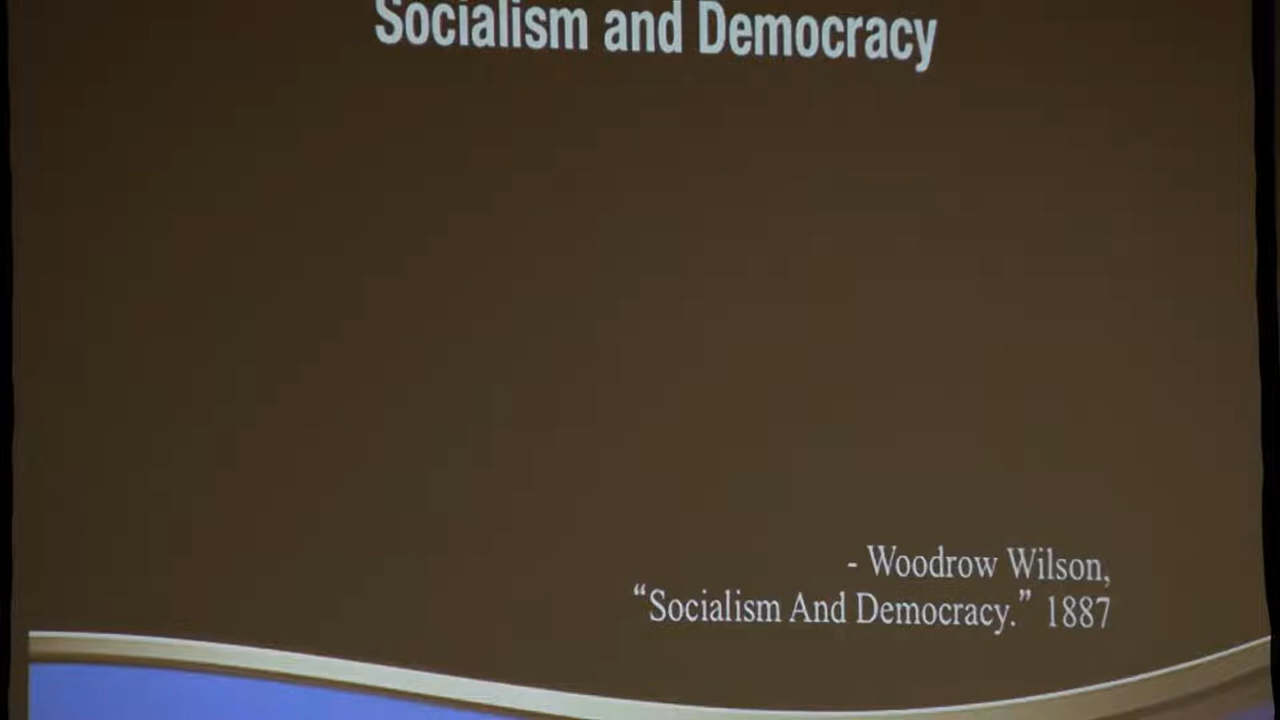 Socialism and Democracy
- Woodrow Wilson,
“Socialism And Democracy.” 1887